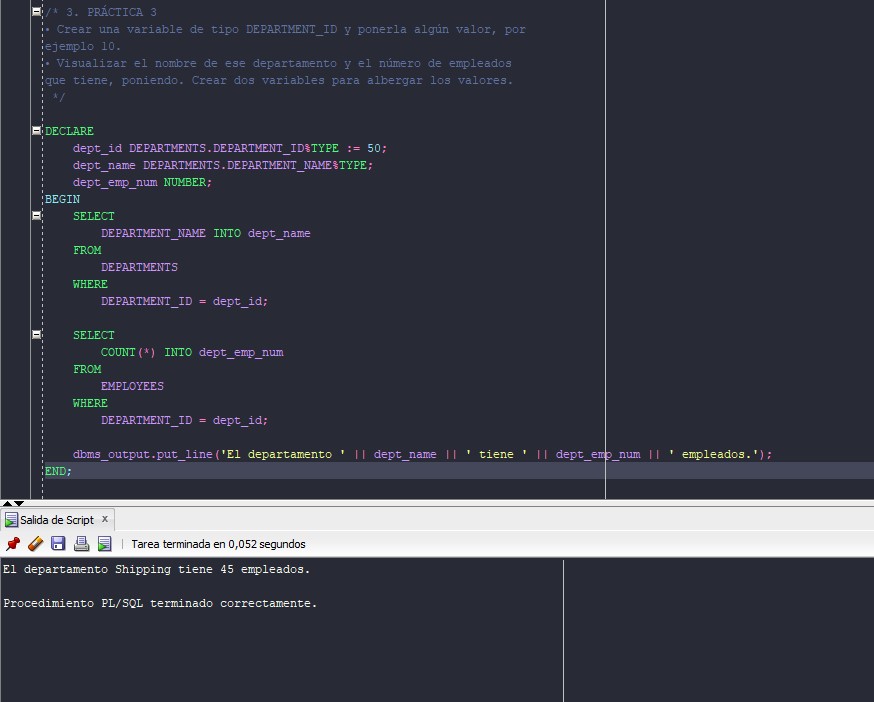 /* 3. PRÁCTICA 3
• Crear una variable de tipo DEPARTMENT_ID y ponerla algún valor, por
ejemplo 10.
• Visualizar el nombre de ese departamento y el número de empleados
que tiene, poniendo. Crear dos variables para albergar los valores.
*/
DECLARE
dept_id DEPARTMENTS.DEPARTMENT_ID%TYPE := 50;
dept_name DEPARTMENTS.DEPARTMENT_NAME%TYPE;
dept_emp_num NUMBER;
BEGIN
SELECT
DEPARTMENT_NAME INTO dept_name
FROM
DEPARTMENTS
WHERE
DEPARTMENT_ID = dept_id;
SELECT
COUNT(*) INTO dept_emp_num
FROM
EMPLOYEES
WHERE
DEPARTMENT_ID = dept_id;
dbms_output.put_line('El departamento ' || dept_name || ' tiene ' || dept_emp_num || ' empleados.');
END;
Salida de Script x
Tarea terminada en 0,052 segundos
El departamento Shipping tiene 45 empleados.
Procedimiento PL/SQL terminado correctamente.